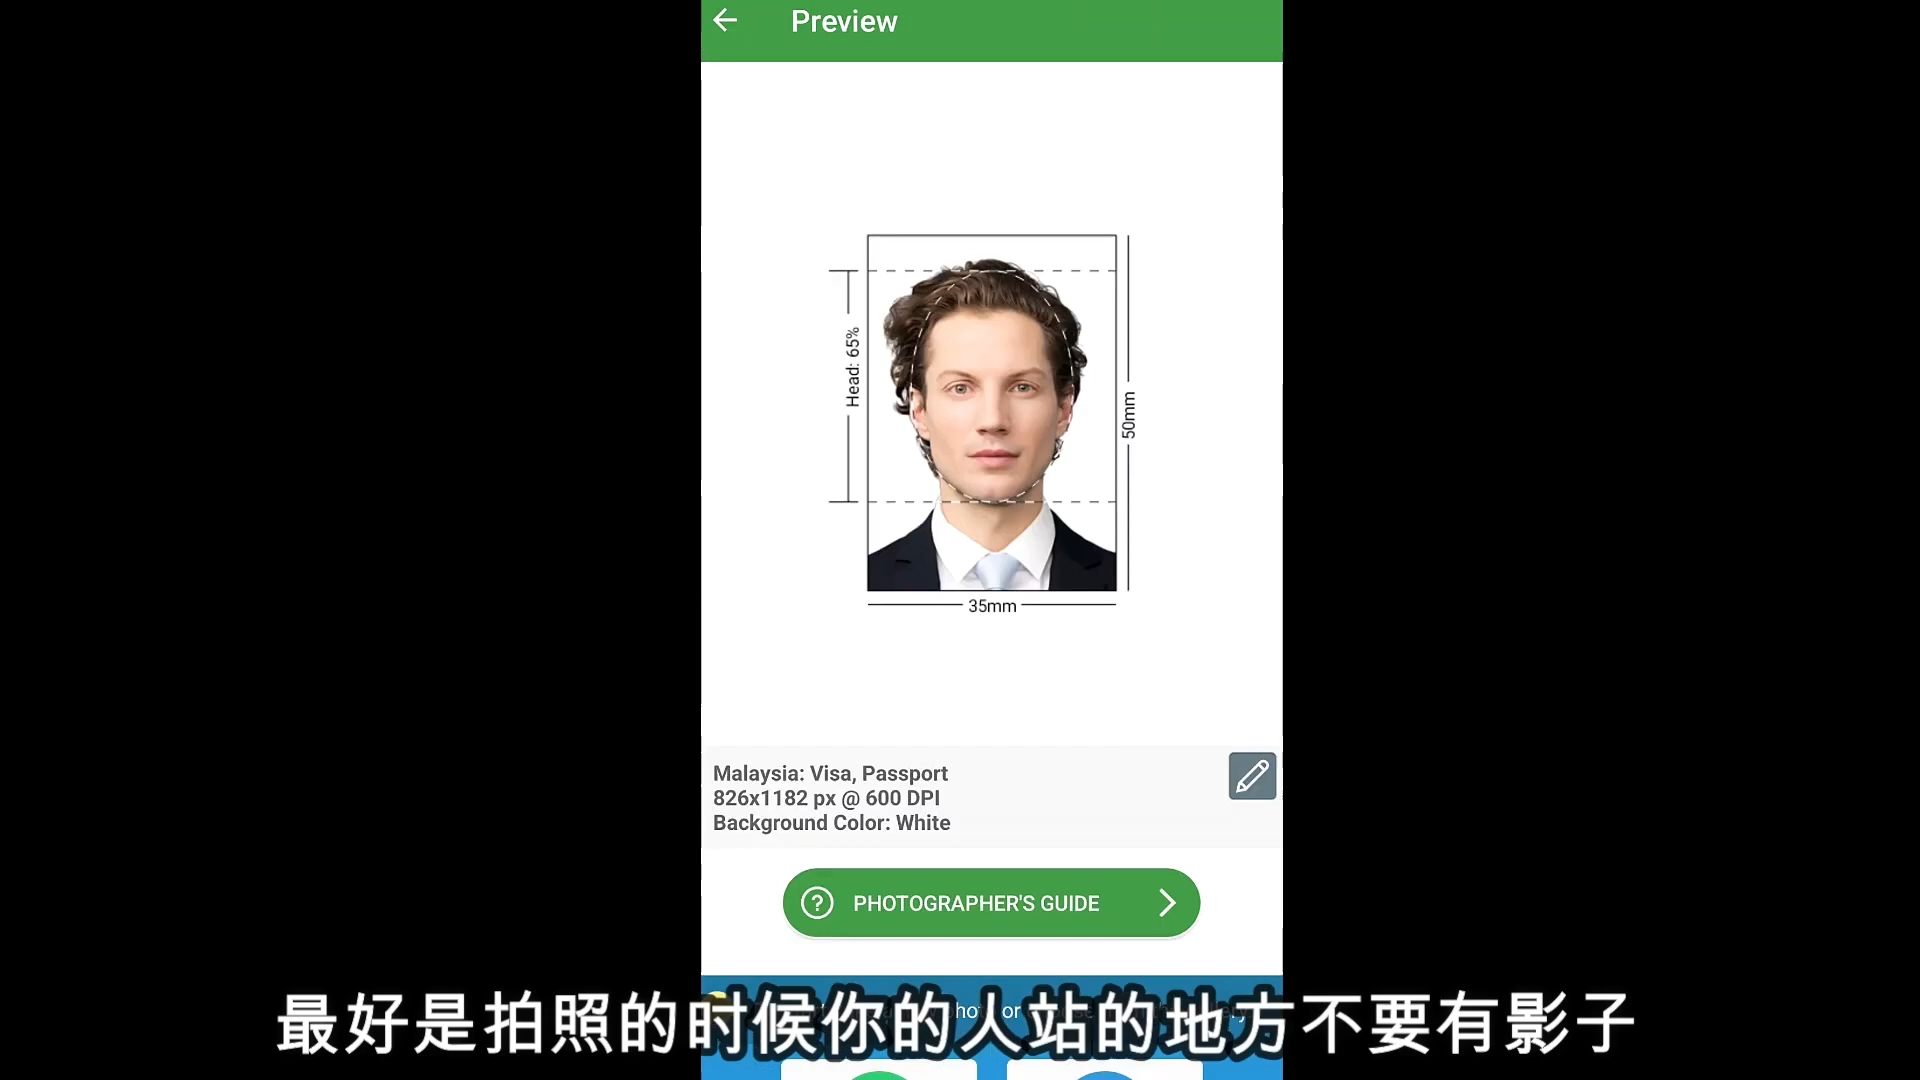 Preview
Head: 65%
50mm
35mm
Malaysia: Visa, Passport
826x1182 px @ 600 DPI
Background Color: White
PHOTOGRAPHER'S GUIDE
最好是拍照的时候你的人站的地方不要有影子